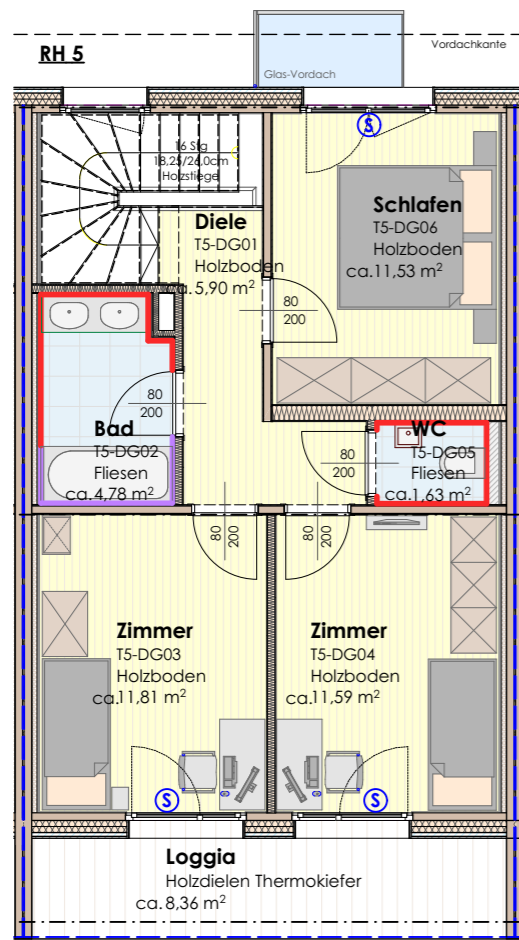 RH 5
Vordachkante
Glas-Vordach
S
16 Stg
18.25/26.0cm
Holzstiege
Diele
T5-DG01
Holzboden
ca.5,90 m²
Schlafen
T5-DG06
Holzboden
ca.11,53 m²
80
200
80
200
Bad
T5-DG02
Fliesen
ca.4,78 m²
80
200
WC
T5-DG05
Fliesen
ca.1,63 m²
80
200
80
200
Zimmer
T5-DG03
Holzboden
ca.11,81 m²
Zimmer
T5-DG04
Holzboden
ca.11,59 m²
S
S
Loggia
Holzdielen Thermokiefer
ca.8,36 m²